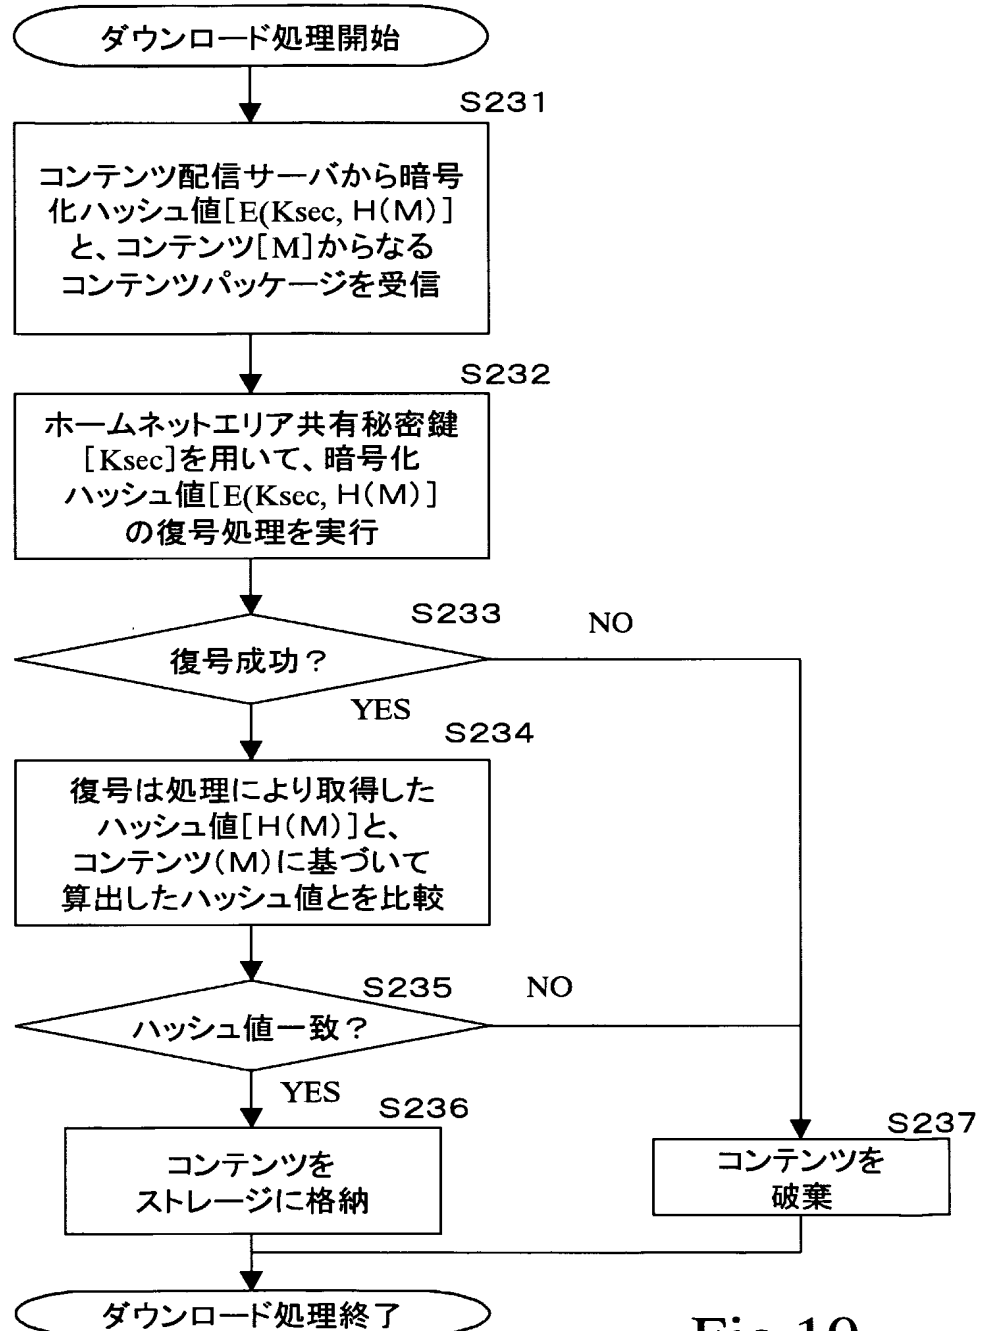 ダウンロード処理開始
S231
コンテンツ配信サーバから暗号
化ハッシュ値[E(Ksec, H(M)]
と、コンテンツ[M]からなる
コンテンツパッケージを受信
S232
ホームネットエリア共有秘密鍵
[Ksec]を用いて、暗号化
ハッシュ値[E(Ksec, H(M)]
の復号処理を実行
S233
NO
復号成功?
YES
S234
復号は処理により取得した
ハッシュ値[H(M)]と、
コンテンツ(M)に基づいて
算出したハッシュ値とを比較
S235
NO
ハッシュ値一致?
YES
S236
コンテンツを
ストレージに格納
S237
コンテンツを
破棄
ダウンロード処理終了